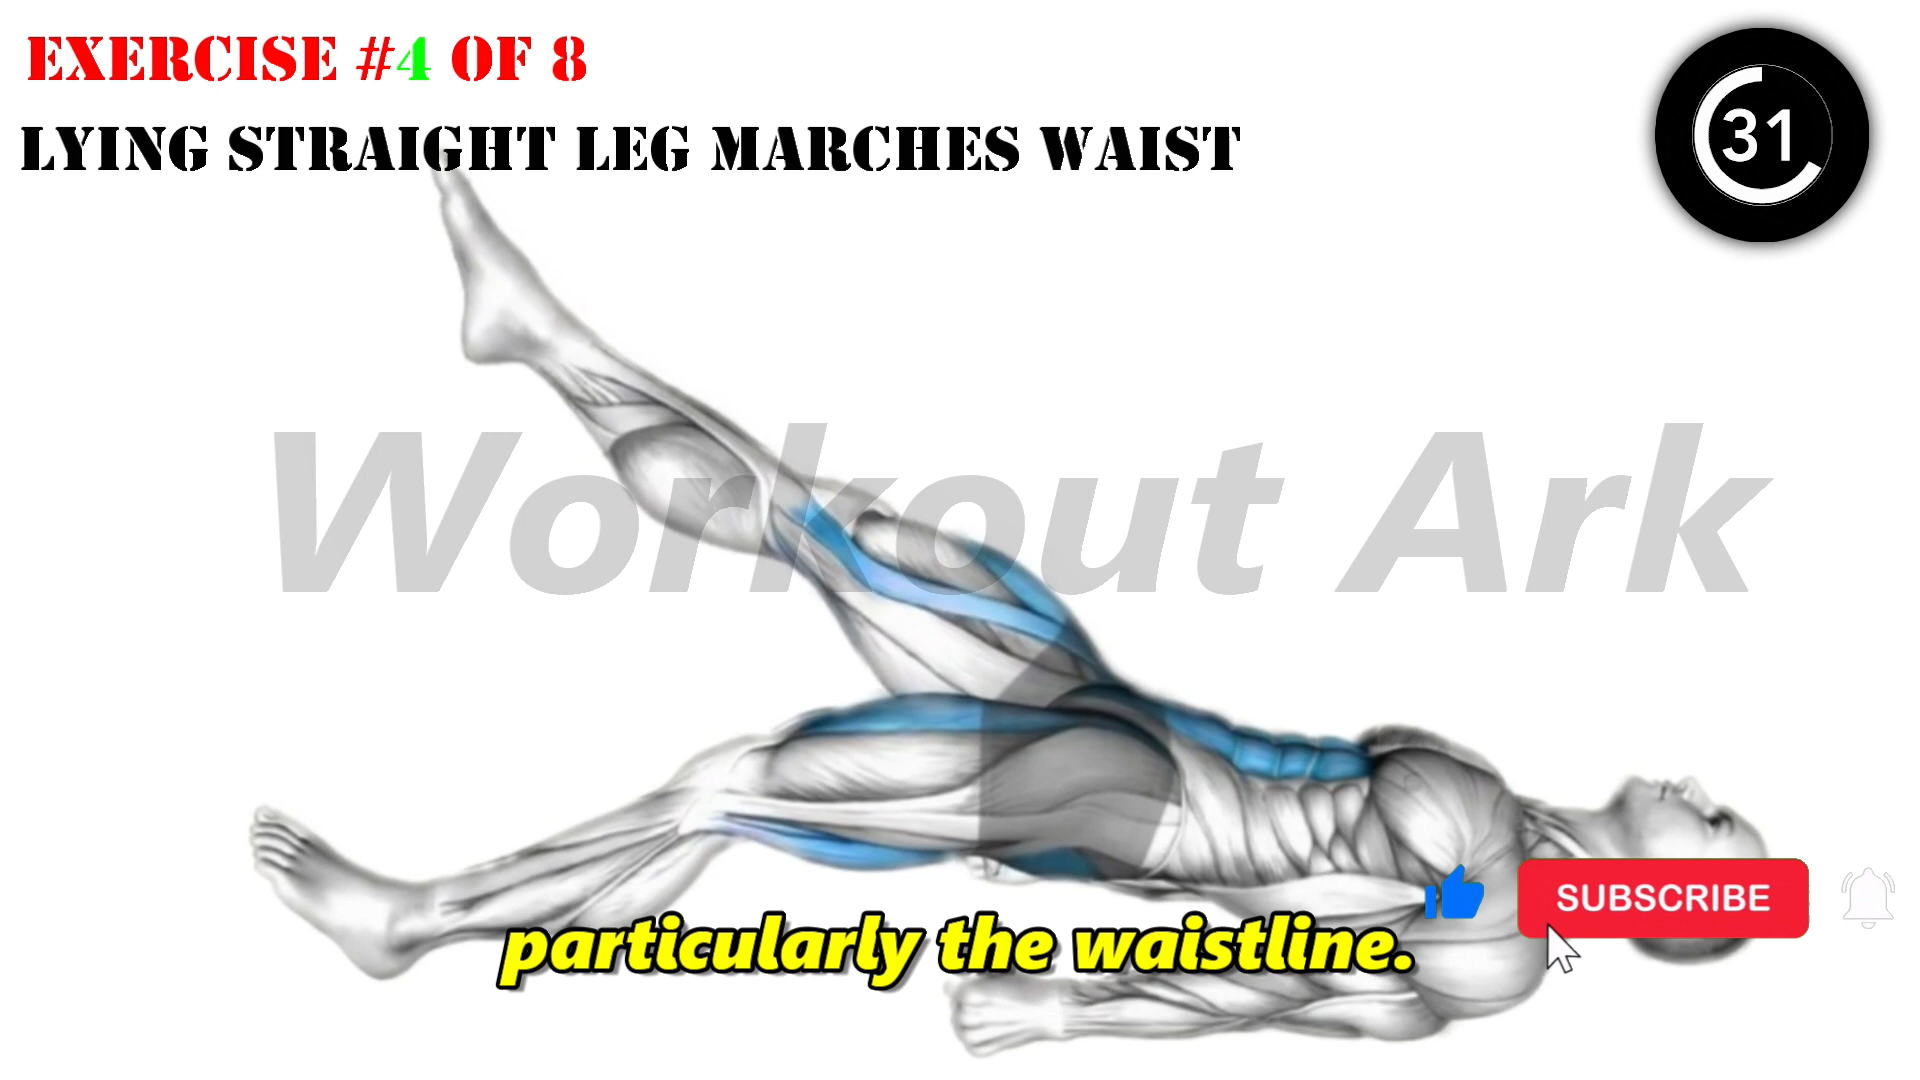 EXERCISE #4 OF 8
LYING STRAIGHT LEG MARCHES WAIST
31
Workout Ark
SUBSCRIBE
particularly the waistline.